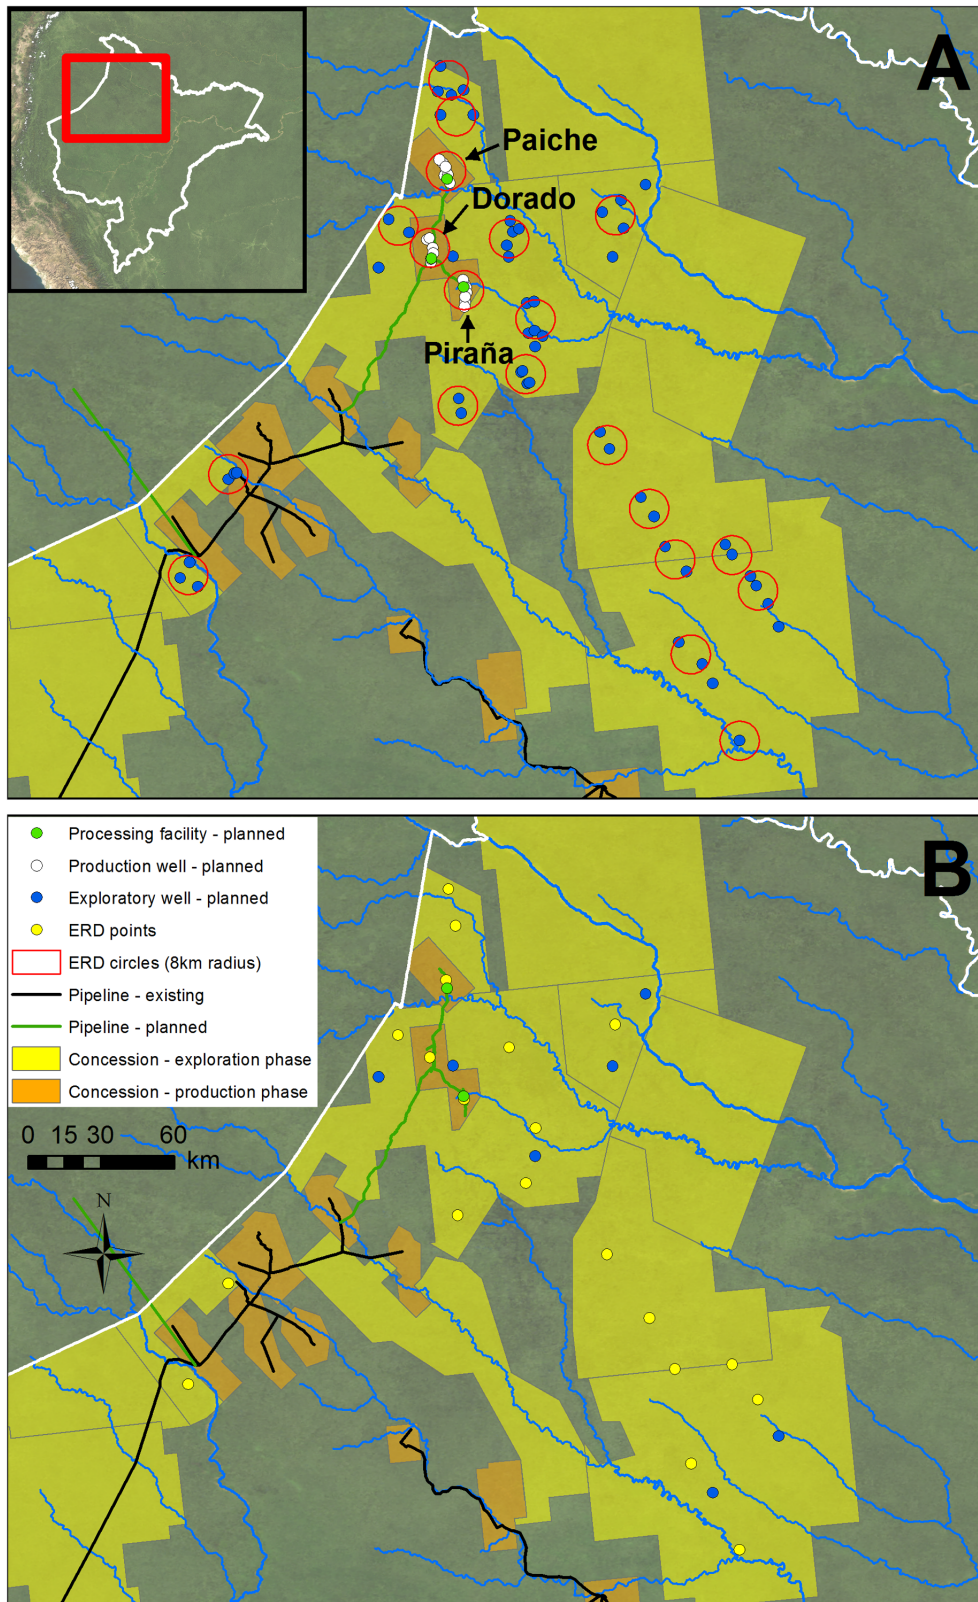 A
Paiche
Dorado
Piraña
B
Processing facility - planned
Production well - planned
Exploratory well - planned
ERD points
ERD circles (8km radius)
Pipeline - existing
Pipeline - planned
Concession - exploration phase
Concession - production phase
0 15 30 60
km
N